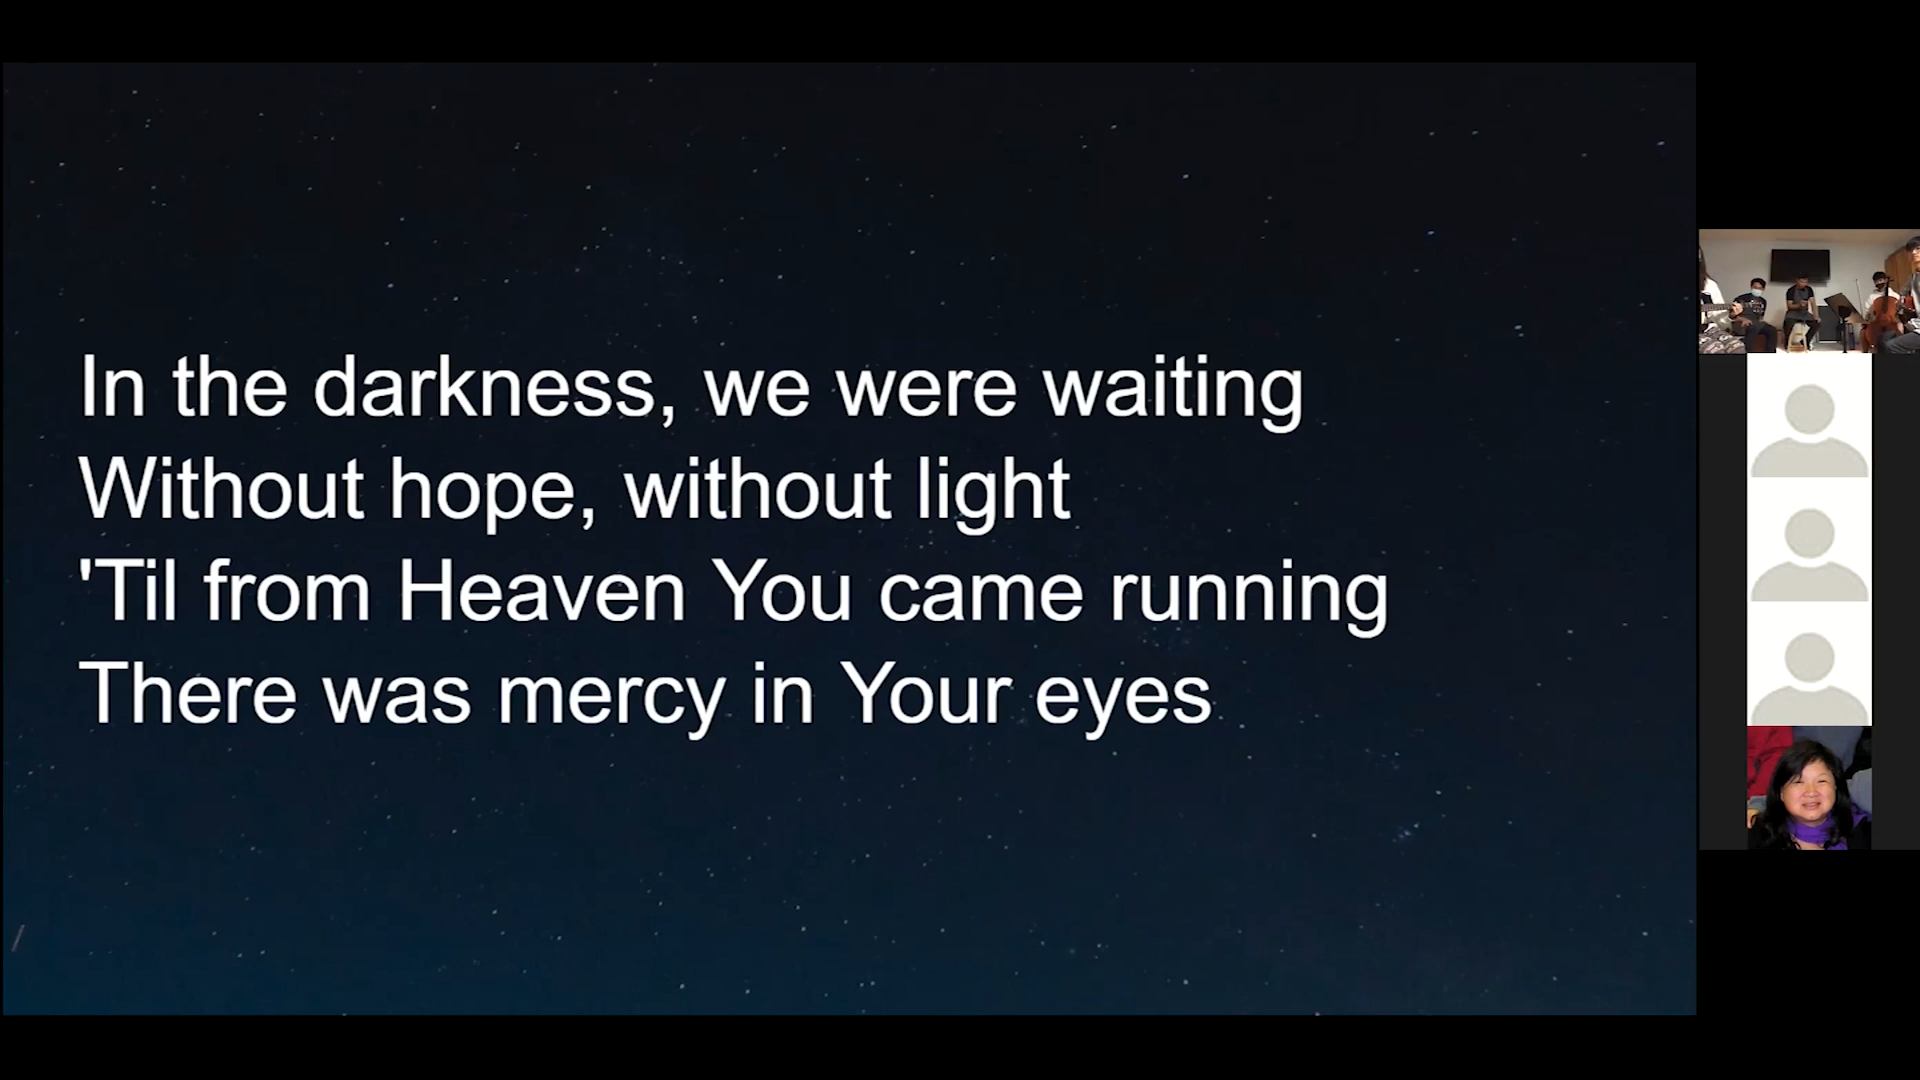 In the darkness, we were waiting
Without hope, without light
'Til from Heaven You came running
There was mercy in Your eyes